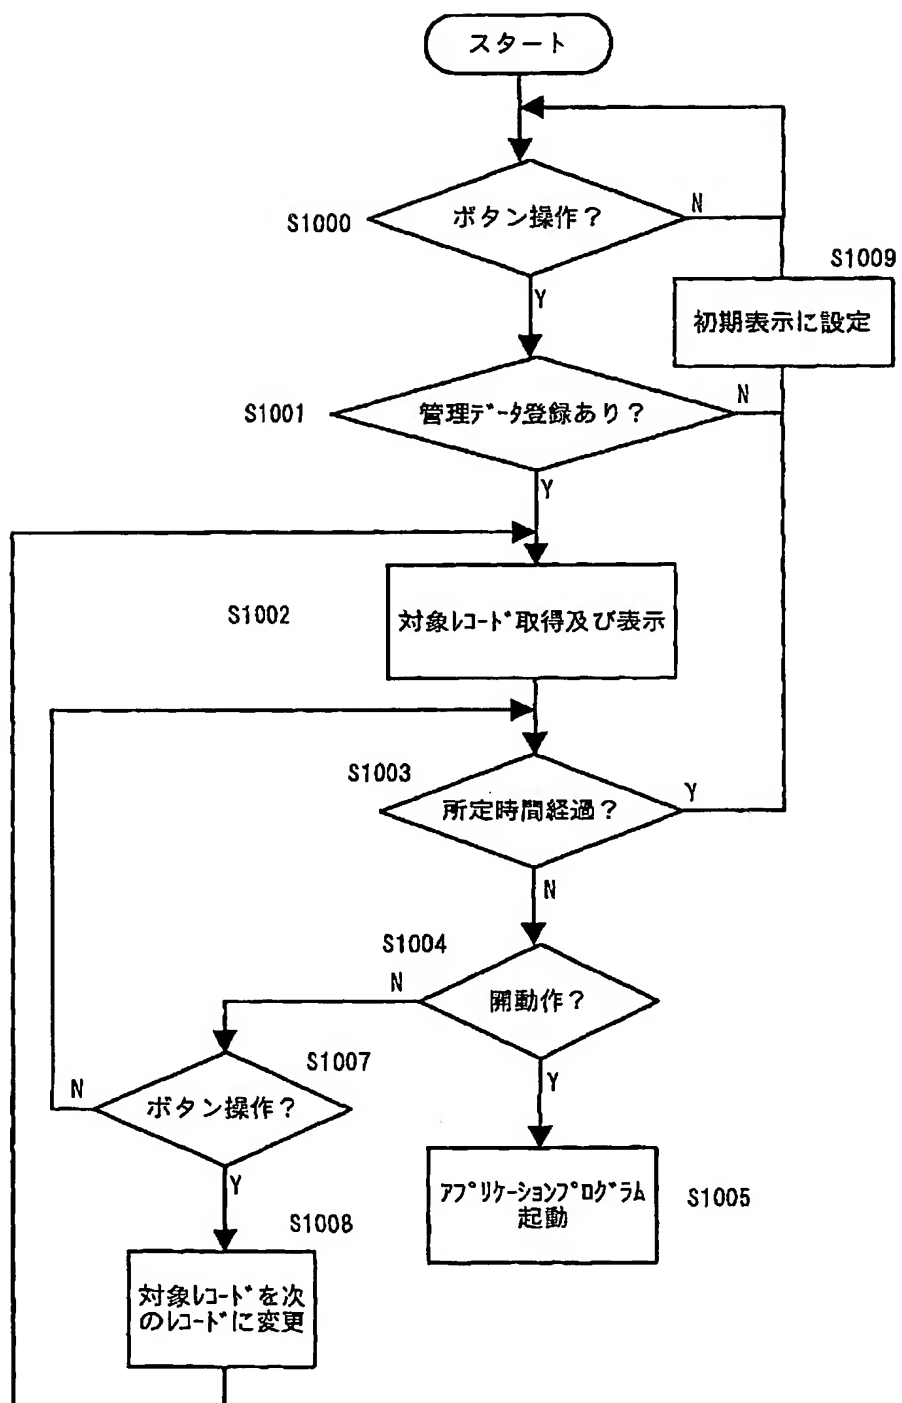 スタート
S1000
ボタン操作？
N
Y
S1009
初期表示に設定
S1001
管理ﾃﾞｰﾀ登録あり？
N
Y
S1002
対象ﾚｺｰﾄﾞ取得及び表示
S1003
所定時間経過？
Y
N
S1004
開動作？
N
Y
S1007
ボタン操作？
N
Y
S1005
ｱﾌﾟﾘｹｰｼｮﾝﾌﾟﾛｸﾞﾗﾑ
起動
S1008
対象ﾚｺｰﾄﾞを次
のﾚｺｰﾄﾞに変更